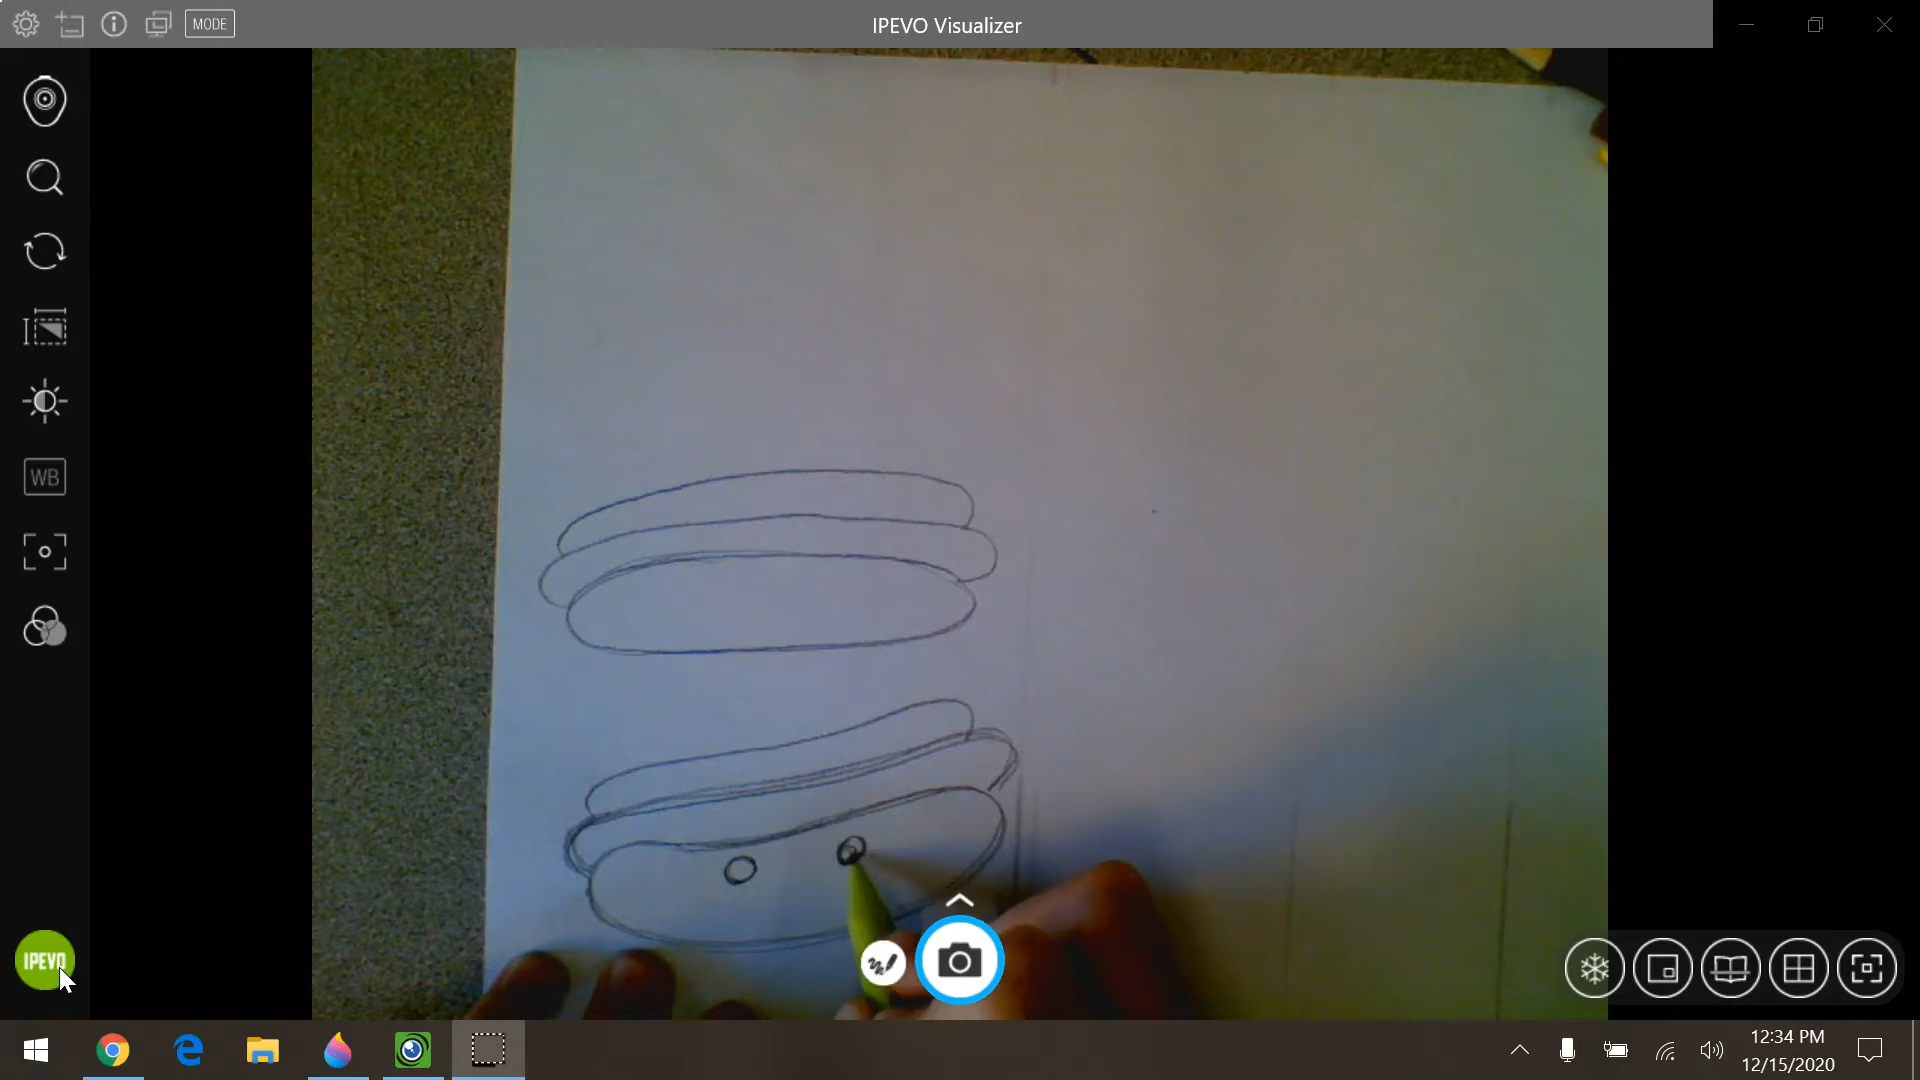 MODE
IPEVO Visualizer
WB
IPEVO
12:34 PM
12/15/2020